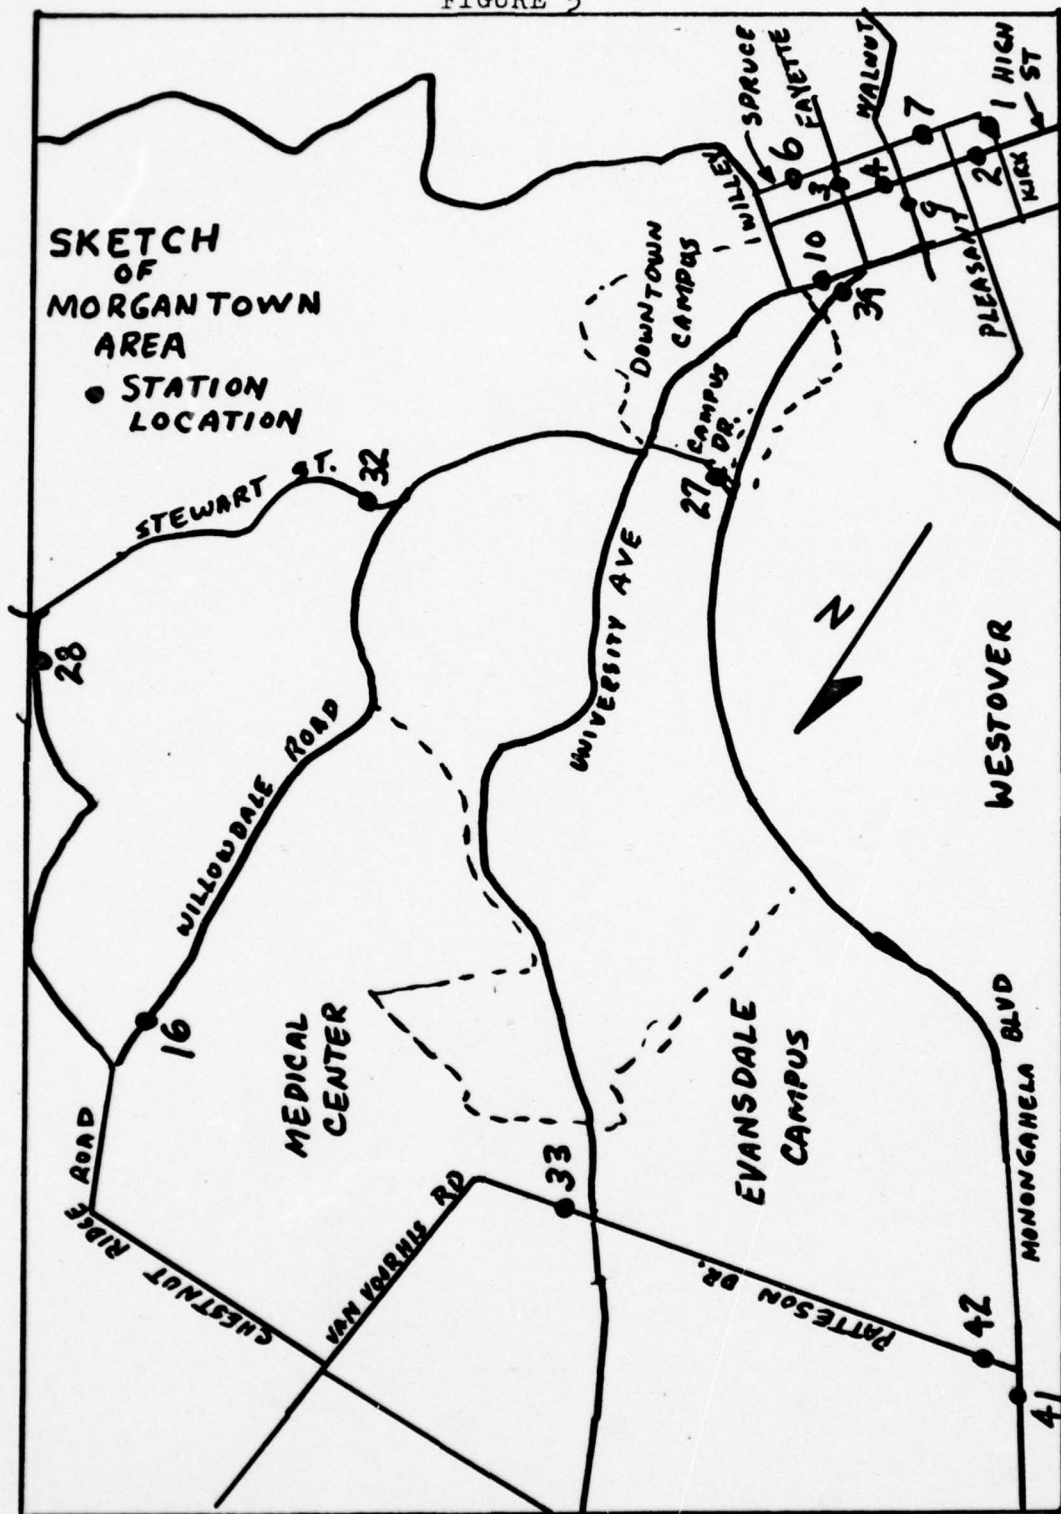 FIGURE 5
SKETCH
OF
MORGANTOWN
AREA
• STATION
LOCATION
SPRUCE
FAYETTE
WALNUT
HIGH
ST
1
7
6
WILLEY
3
4
2
KIRK
9
10
PLEASANT
39
DOWNTOWN
CAMPUS
CAMPUS
DR.
27
32
STEWART ST.
28
UNIVERSITY AVE
N
WESTOVER
WILLOWDALE ROAD
16
MEDICAL
CENTER
EVANSDALE
CAMPUS
MONONGAHELA BLVD
33
VAN VOORHIS RD
CHESTNUT RIDGE ROAD
PATTESON DR.
42
41